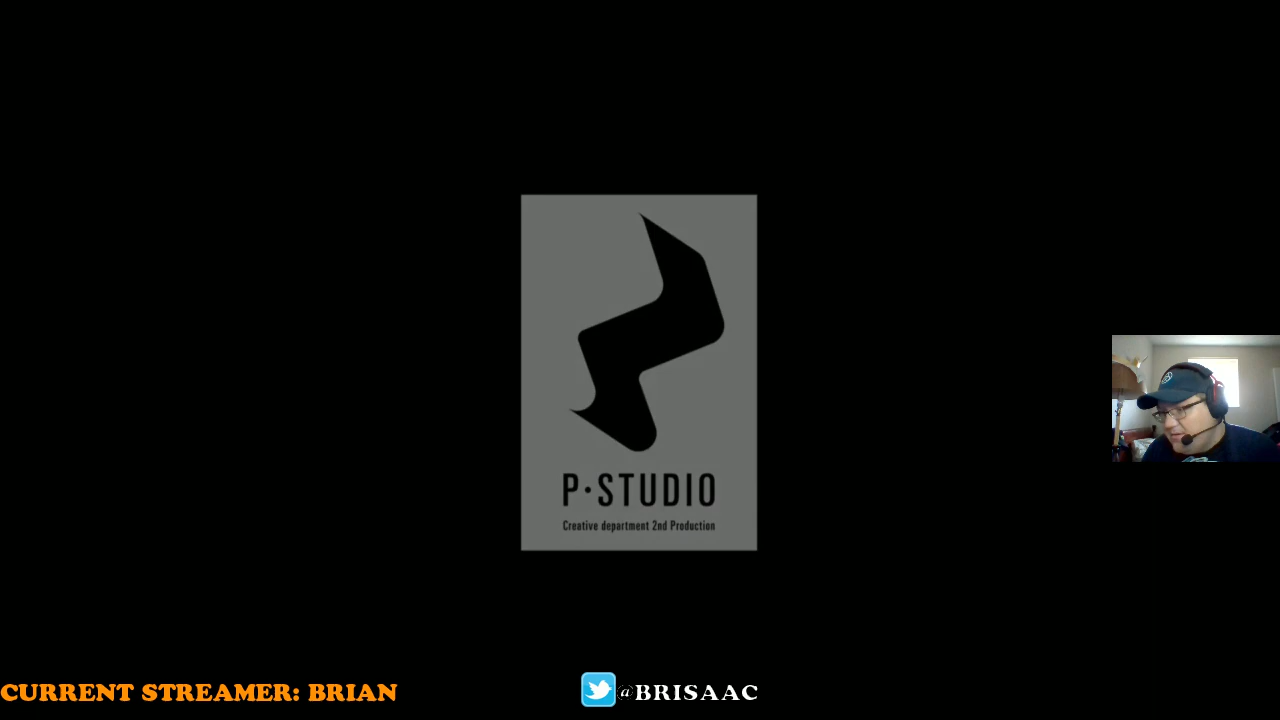 P·STUDIO
Creative department 2nd Production
CURRENT STREAMER: BRIAN
@BRISAAC